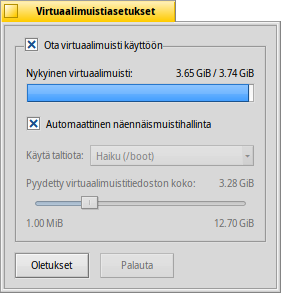 Virtuaalimuistiasetukset
Ota virtuaalimuisti käyttöön
Nykyinen virtuaalimuisti: 3.65 GiB / 3.74 GiB
Automaattinen näennäismuistihallinta
Käytä taltiota: Haiku (/boot)
Pyydetty virtuaalimuistitiedoston koko: 3.28 GiB
1.00 MiB 12.70 GiB
Oletukset Palauta